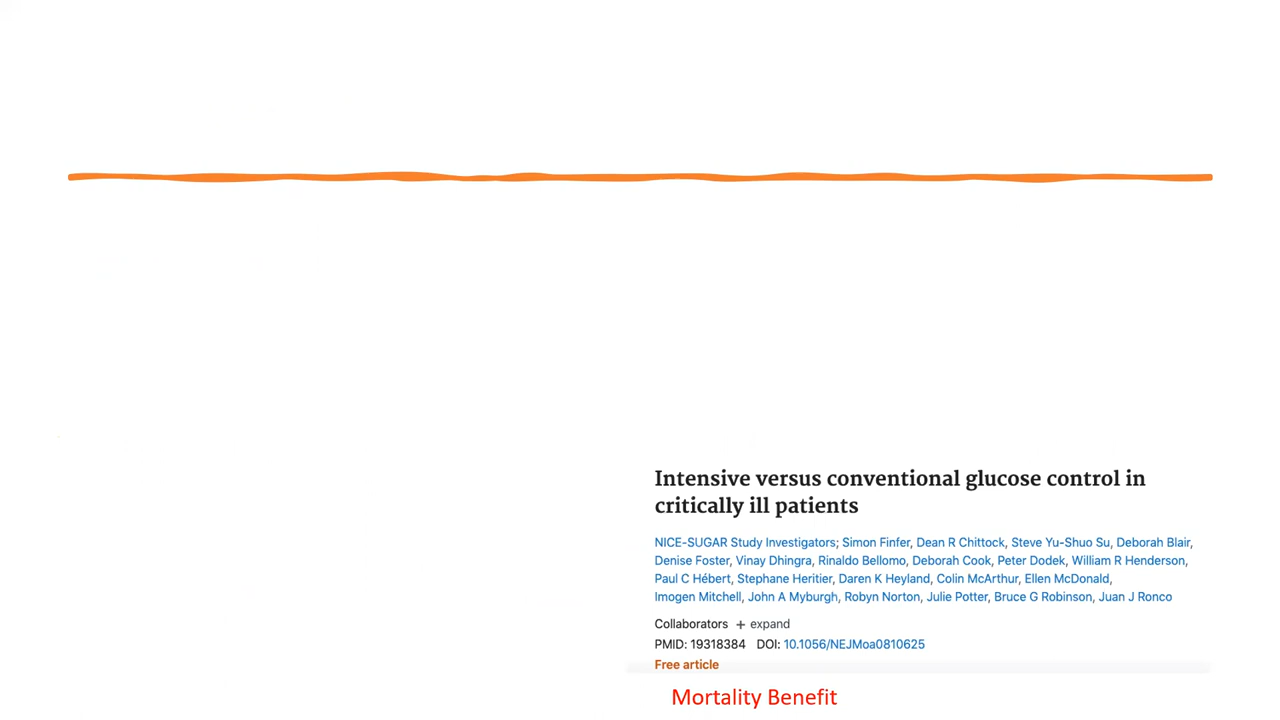 Intensive versus conventional glucose control in
critically ill patients
NICE-SUGAR Study Investigators; Simon Finfer, Dean R Chittock, Steve Yu-Shuo Su, Deborah Blair,
Denise Foster, Vinay Dhingra, Rinaldo Bellomo, Deborah Cook, Peter Dodek, William R Henderson,
Paul C Hébert, Stephane Heritier, Daren K Heyland, Colin McArthur, Ellen McDonald,
Imogen Mitchell, John A Myburgh, Robyn Norton, Julie Potter, Bruce G Robinson, Juan J Ronco
Collaborators + expand
PMID: 19318384 DOI: 10.1056/NEJMoa0810625
Free article
Mortality Benefit